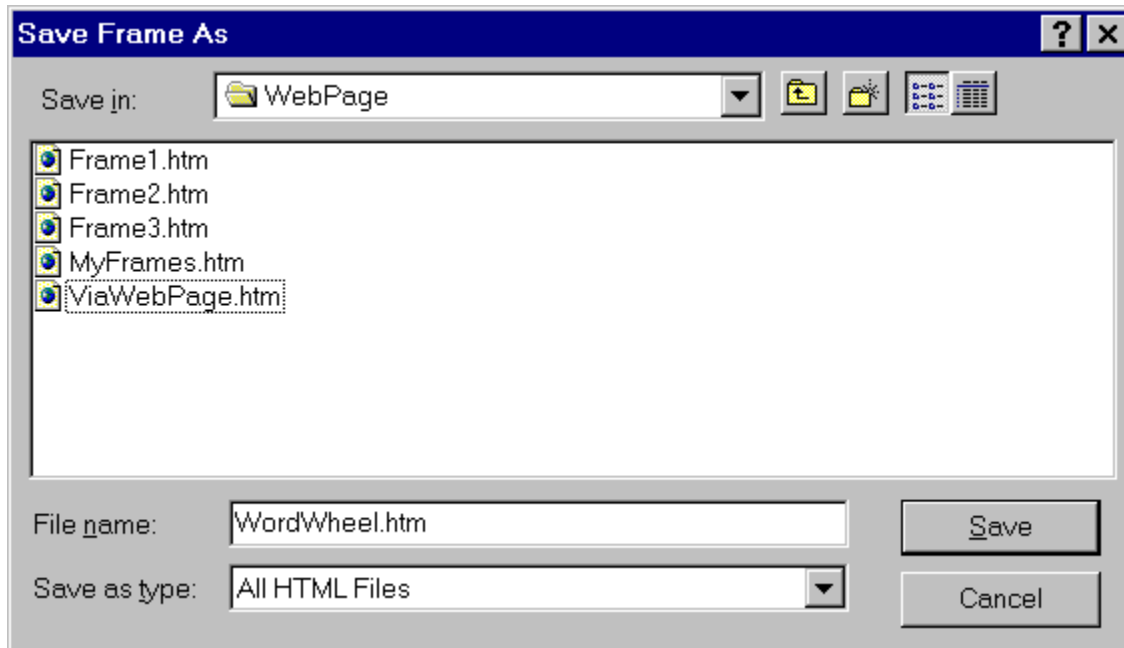 Save Frame As
Save in: WebPage
Frame1.htm
Frame2.htm
Frame3.htm
MyFrames.htm
ViaWebPage.htm
File name: WordWheel.htm Save
Save as type: All HTML Files Cancel